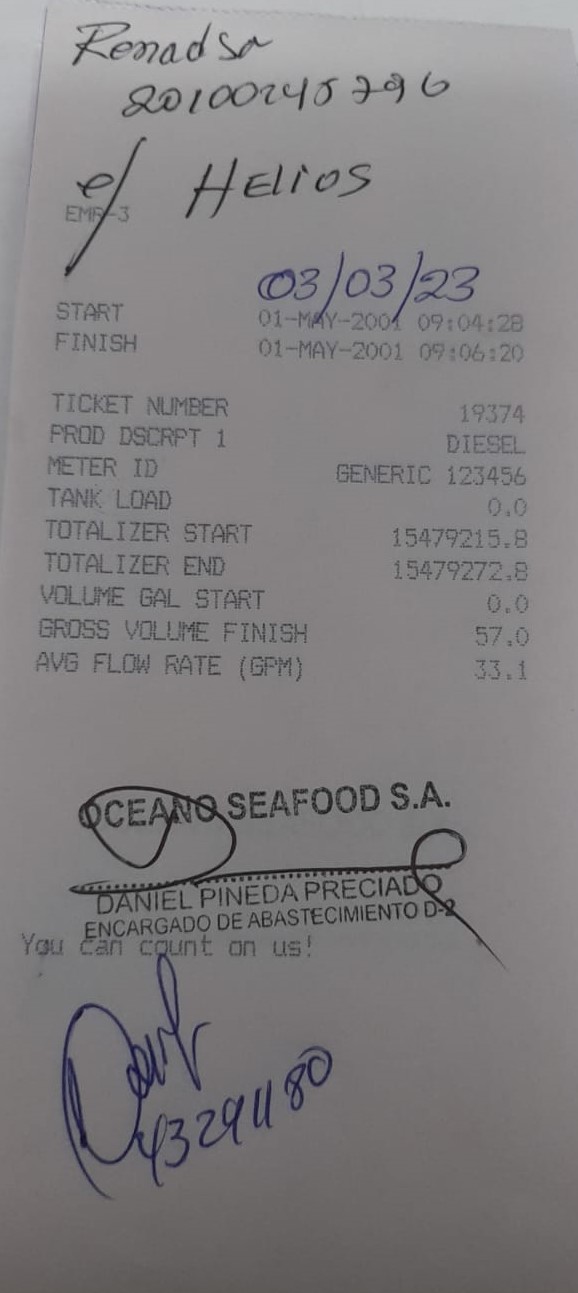 Renadsa
20100245796
e/ HELIOS
EMR-3
03/03/23
START 01-MAY-2001 09:04:28
FINISH 01-MAY-2001 09:06:20
TICKET NUMBER 19374
PROD DSCRPT 1 DIESEL
METER ID GENERIC 123456
TANK LOAD 0.0
TOTALIZER START 15479215.8
TOTALIZER END 15479272.8
VOLUME GAL START 0.0
GROSS VOLUME FINISH 57.0
AVG FLOW RATE (GPM) 33.1
OCEANO SEAFOOD S.A.
DANIEL PINEDA PRECIADO
ENCARGADO DE ABASTECIMIENTO D-2
You can count on us!
43291180